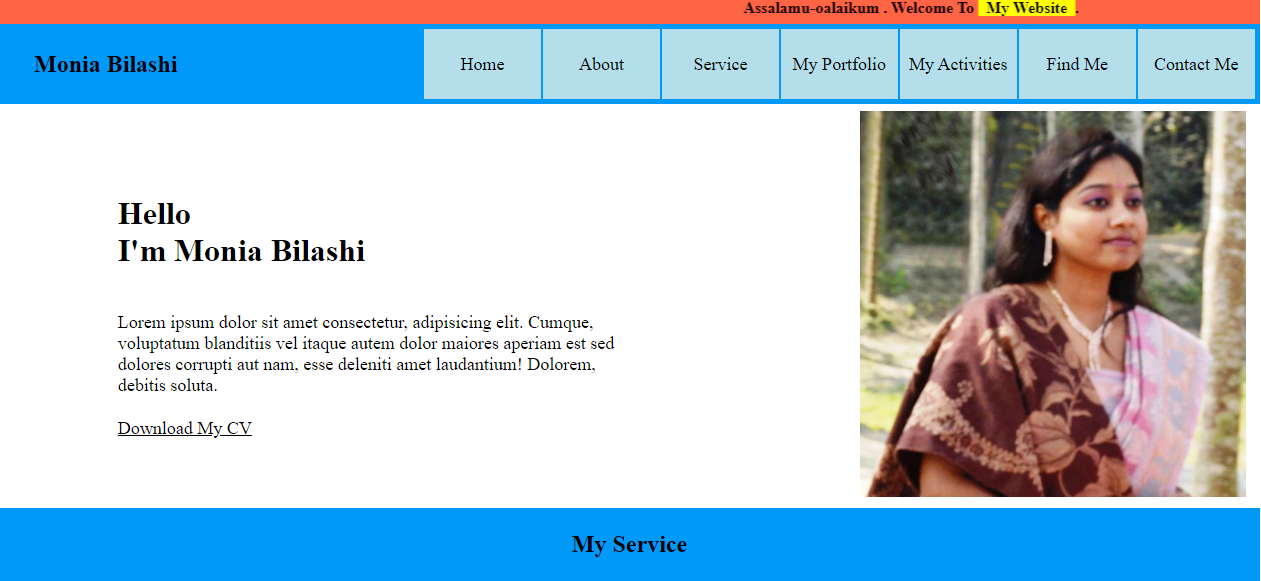 Assalamu-oalaikum . Welcome To My Website .
Monia Bilashi
Home About Service My Portfolio My Activities Find Me Contact Me
Hello
I'm Monia Bilashi
Lorem ipsum dolor sit amet consectetur, adipisicing elit. Cumque,
voluptatum blanditiis vel itaque autem dolor maiores aperiam est sed
dolores corrupti aut nam, esse deleniti amet laudantium! Dolorem,
debitis soluta.
Download My CV
My Service